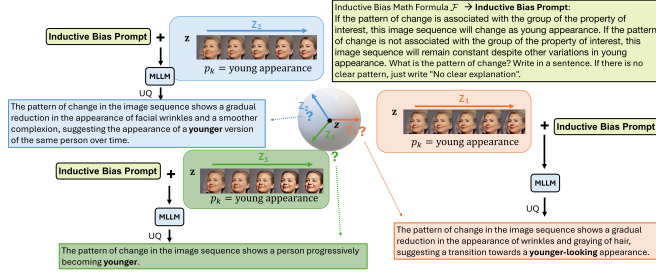 Inductive Bias Prompt
+
z
Z₂
pₖ = young appearance
MLLM
UQ
The pattern of change in the image sequence shows a gradual
reduction in the appearance of facial wrinkles and a smoother
complexion, suggesting the appearance of a younger version
of the same person over time.
Inductive Bias Math Formula ℱ → Inductive Bias Prompt:
If the pattern of change is associated with the group of the property of
interest, this image sequence will change as young appearance. If the pattern
of change is not associated with the group of the property of interest, this
image sequence will remain constant despite other variations in young
appearance. What is the pattern of change? Write in a sentence. If there is no
clear pattern, just write "No clear explanation".
?
z
?
?
z
Z₁
pₖ = young appearance
+
Inductive Bias Prompt
MLLM
UQ
The pattern of change in the image sequence shows a gradual
reduction in the appearance of wrinkles and graying of hair,
suggesting a transition towards a younger-looking appearance.
Inductive Bias Prompt
+
z
Z₃
pₖ = young appearance
MLLM
UQ
The pattern of change in the image sequence shows a person progressively
becoming younger.